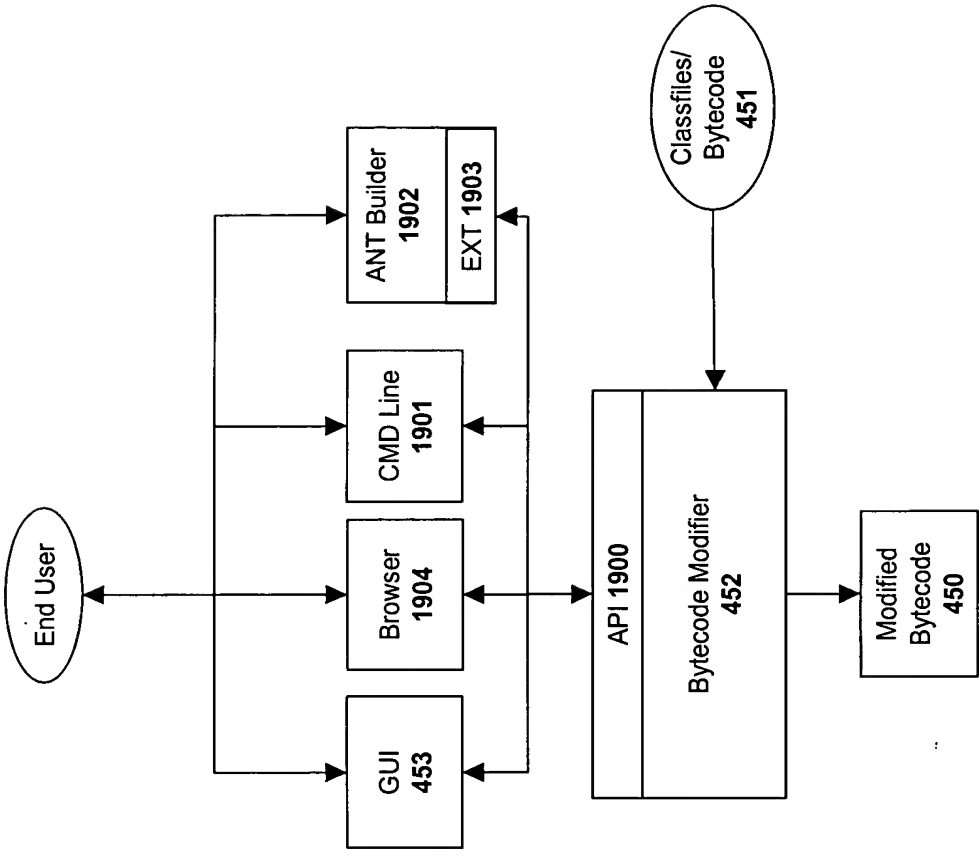 End User
GUI
453
Browser
1904
CMD Line
1901
ANT Builder
1902
EXT 1903
API 1900
Bytecode Modifier
452
Classfiles/
Bytecode
451
Modified
Bytecode
450